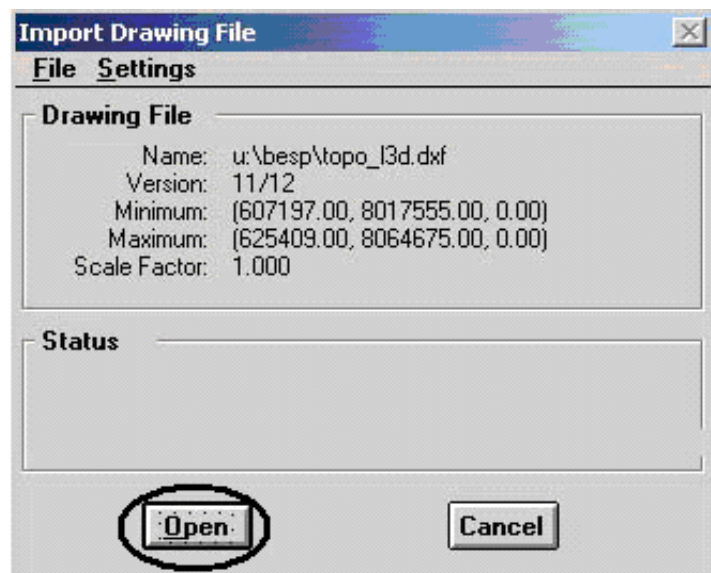 Import Drawing File
File Settings
Drawing File
Name: u:\besp\topo_l3d.dxf
Version: 11/12
Minimum: (607197.00, 8017555.00, 0.00)
Maximum: (625409.00, 8064675.00, 0.00)
Scale Factor: 1.000
Status
Open Cancel